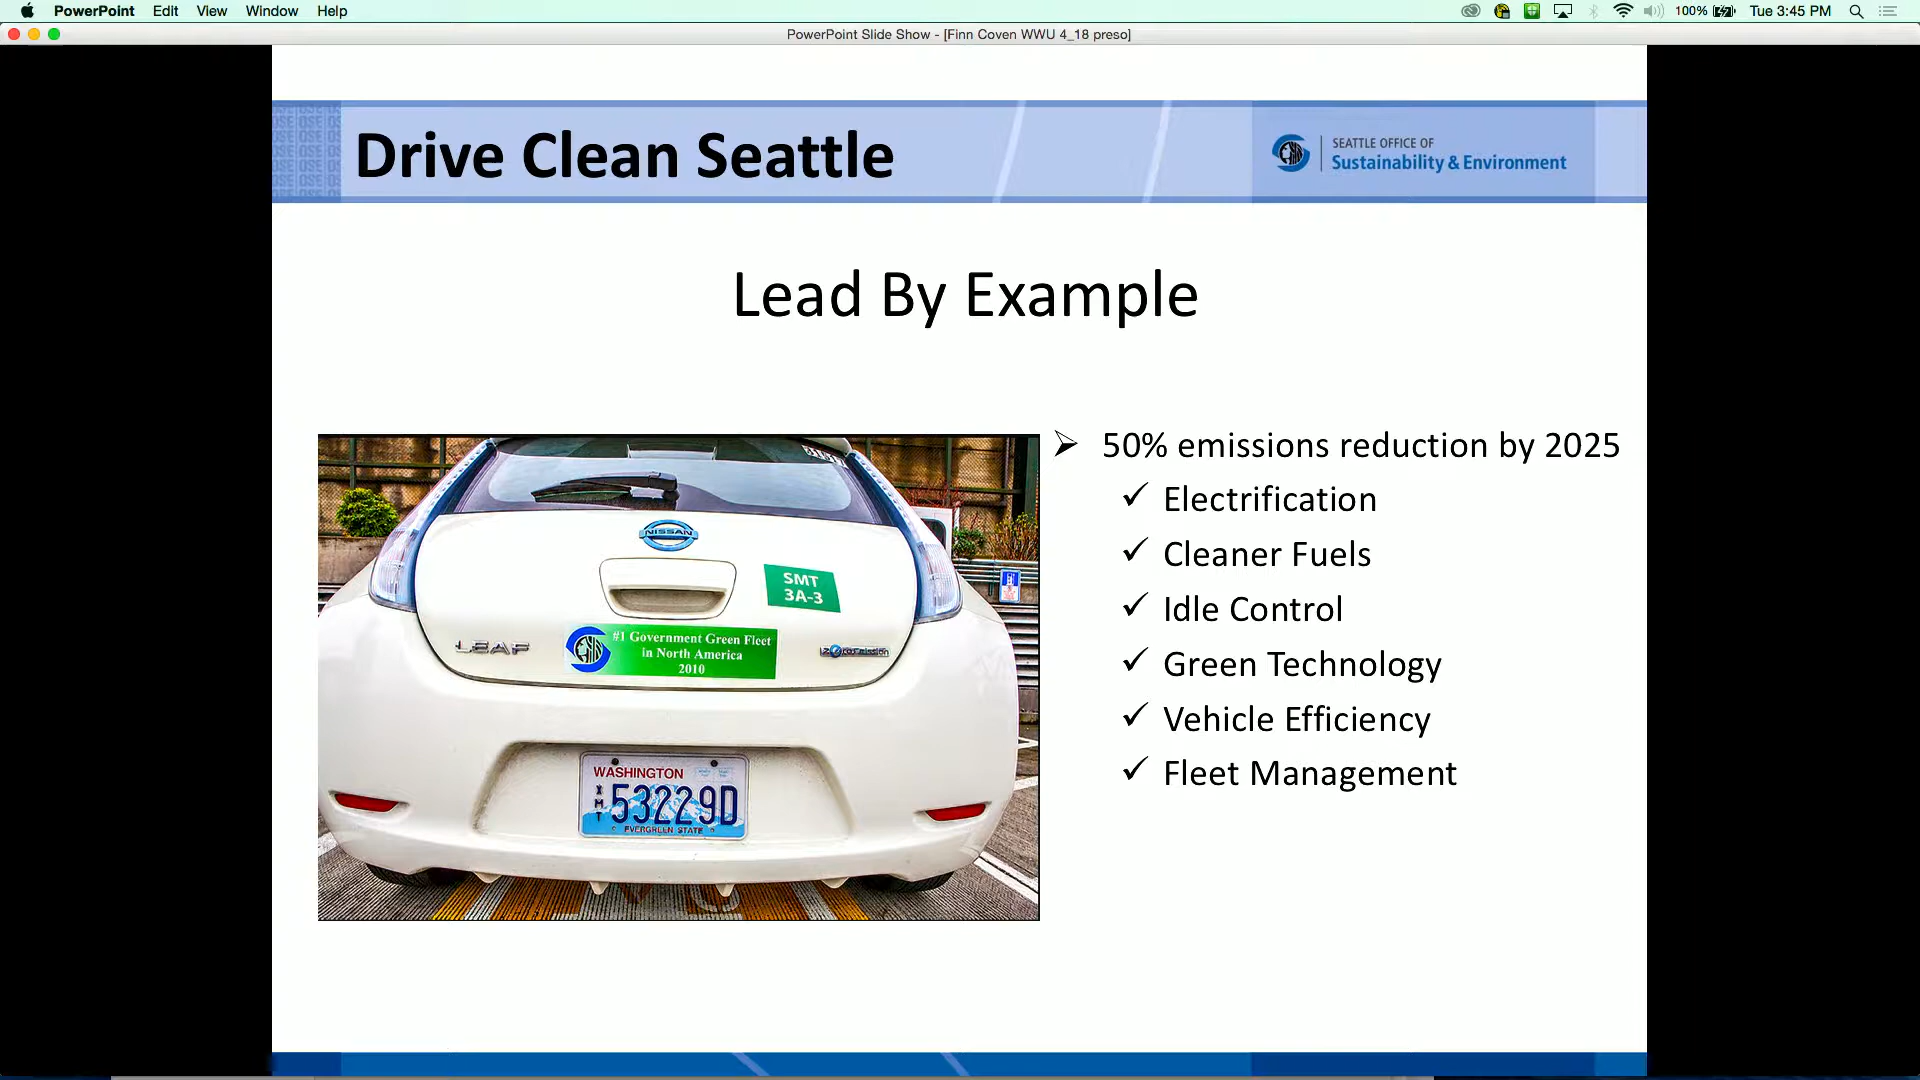 PowerPoint Edit View Window Help
100% Tue 3:45 PM
PowerPoint Slide Show - [Finn Coven WWU 4_18 preso]
Drive Clean Seattle
SEATTLE OFFICE OF
Sustainability & Environment
Lead By Example
50% emissions reduction by 2025
Electrification
Cleaner Fuels
Idle Control
Green Technology
Vehicle Efficiency
Fleet Management
NISSAN
SMT
3A-3
LEAF
#1 Government Green Fleet
in North America
2010
zero emission
WASHINGTON
XMT
53229D
EVERGREEN STATE